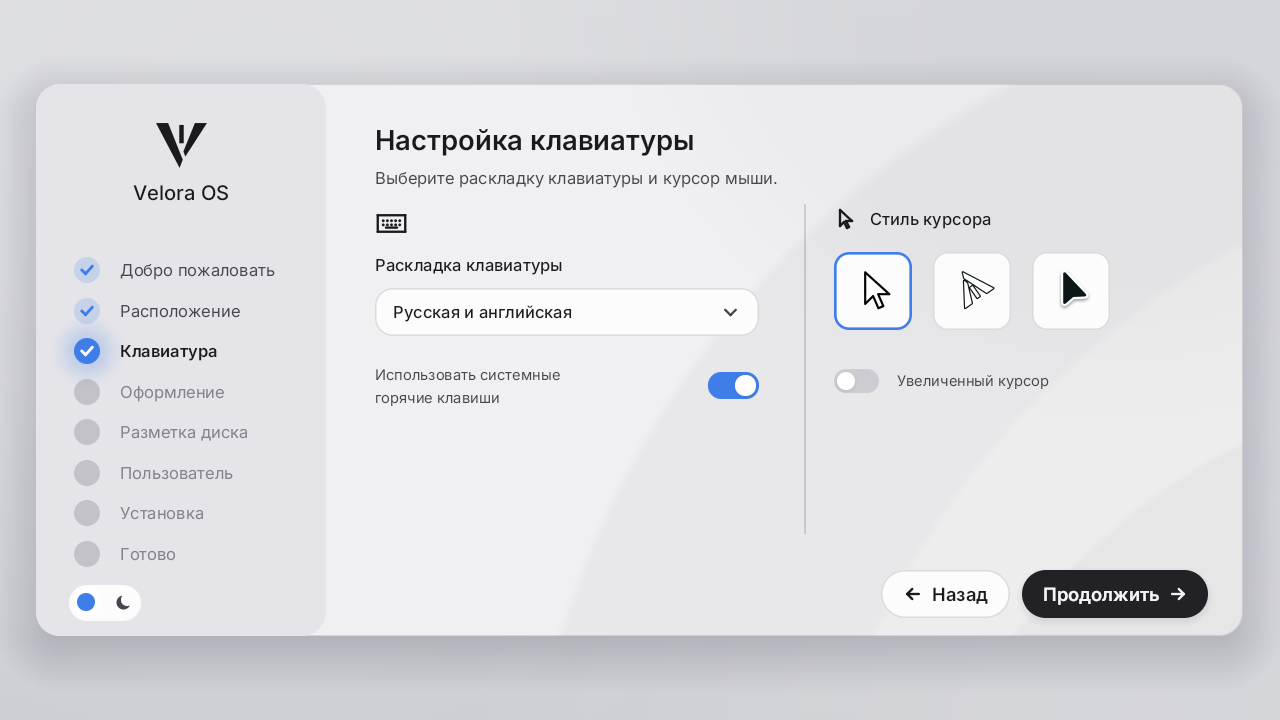 Velora OS
Добро пожаловать
Расположение
Клавиатура
Оформление
Разметка диска
Пользователь
Установка
Готово
Настройка клавиатуры
Выберите раскладку клавиатуры и курсор мыши.
Раскладка клавиатуры
Русская и английская
Использовать системные
горячие клавиши
Стиль курсора
Увеличенный курсор
Назад
Продолжить